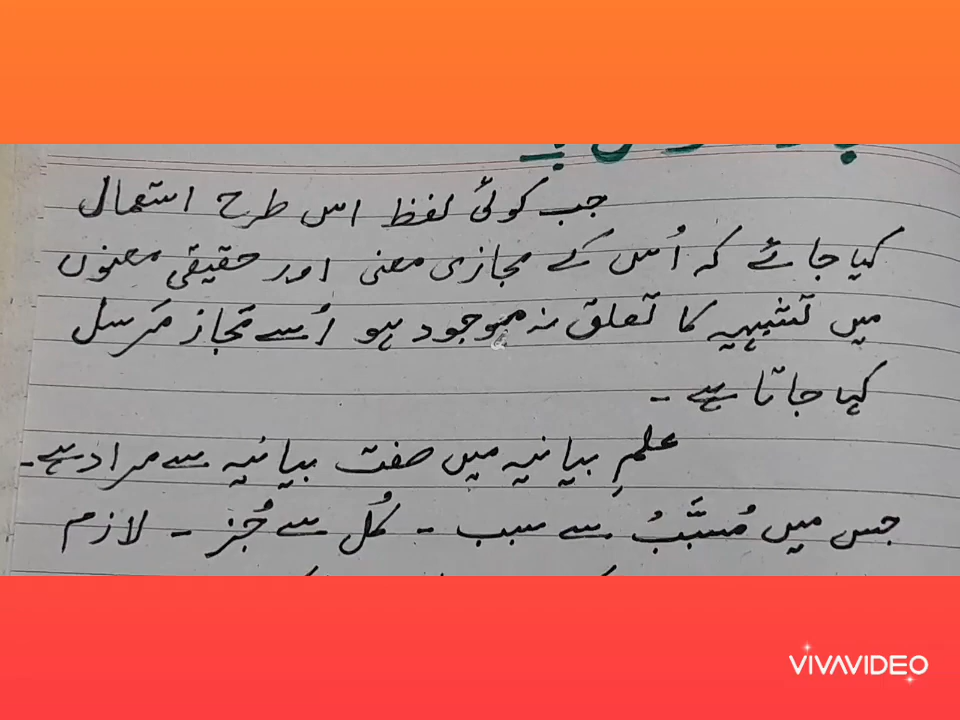 جب کوئی لفظ اس طرح استعمال
کیا جائے کہ اُس کے مجازی معنی اور حقیقی معنوں
میں تشبیہہ کا تعلق نہ موجود ہو اُسے مجاز مرسل
کہا جاتا ہے ۔
علمِ بیانیہ میں صفت بیانیہ سے مراد ہے۔
جس میں مُسَبَّبُ سے سبب ۔ کُل سے جُز ۔ لازم
VIVAVIDEO